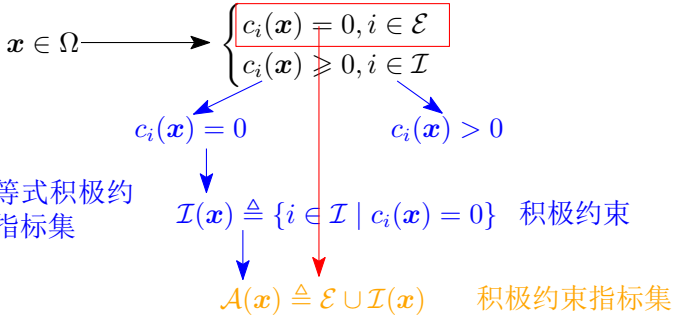 𝒙 ∈ Ω
c_i(𝒙) = 0, i ∈ ℰ
c_i(𝒙) ⩾ 0, i ∈ ℐ
c_i(𝒙) = 0
c_i(𝒙) > 0
等式积极约
指标集
ℐ(𝒙) ≜ {i ∈ ℐ | c_i(𝒙) = 0} 积极约束
𝒜(𝒙) ≜ ℰ ∪ ℐ(𝒙) 积极约束指标集